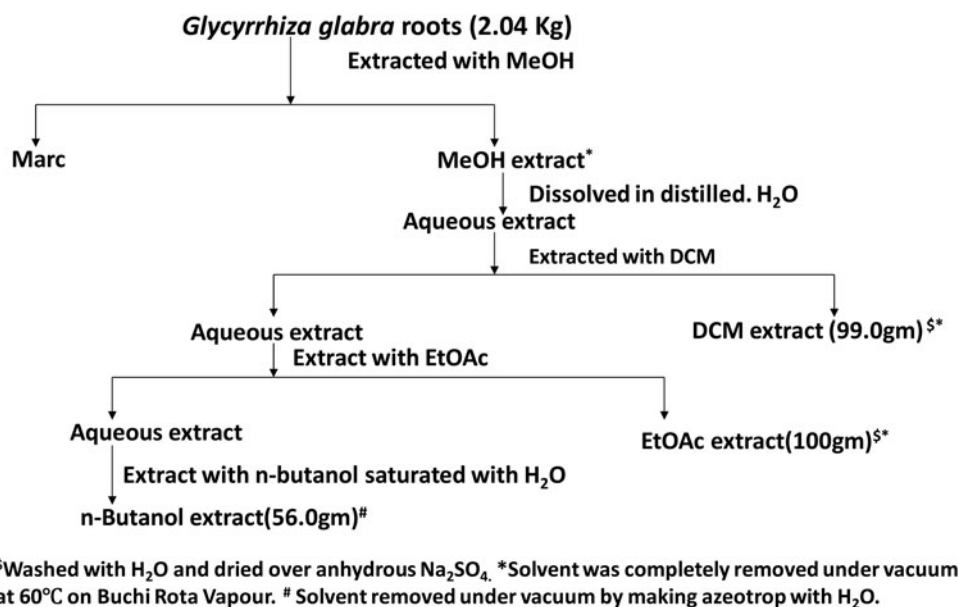 Glycyrrhiza glabra roots (2.04 Kg)
Extracted with MeOH
Marc
MeOH extract*
Dissolved in distilled. H₂O
Aqueous extract
Extracted with DCM
Aqueous extract
DCM extract (99.0gm)$*
Extract with EtOAc
Aqueous extract
EtOAc extract(100gm)$*
Extract with n-butanol saturated with H₂O
n-Butanol extract(56.0gm)#
$Washed with H₂O and dried over anhydrous Na₂SO₄. *Solvent was completely removed under vacuum
at 60℃ on Buchi Rota Vapour. # Solvent removed under vacuum by making azeotrop with H₂O.